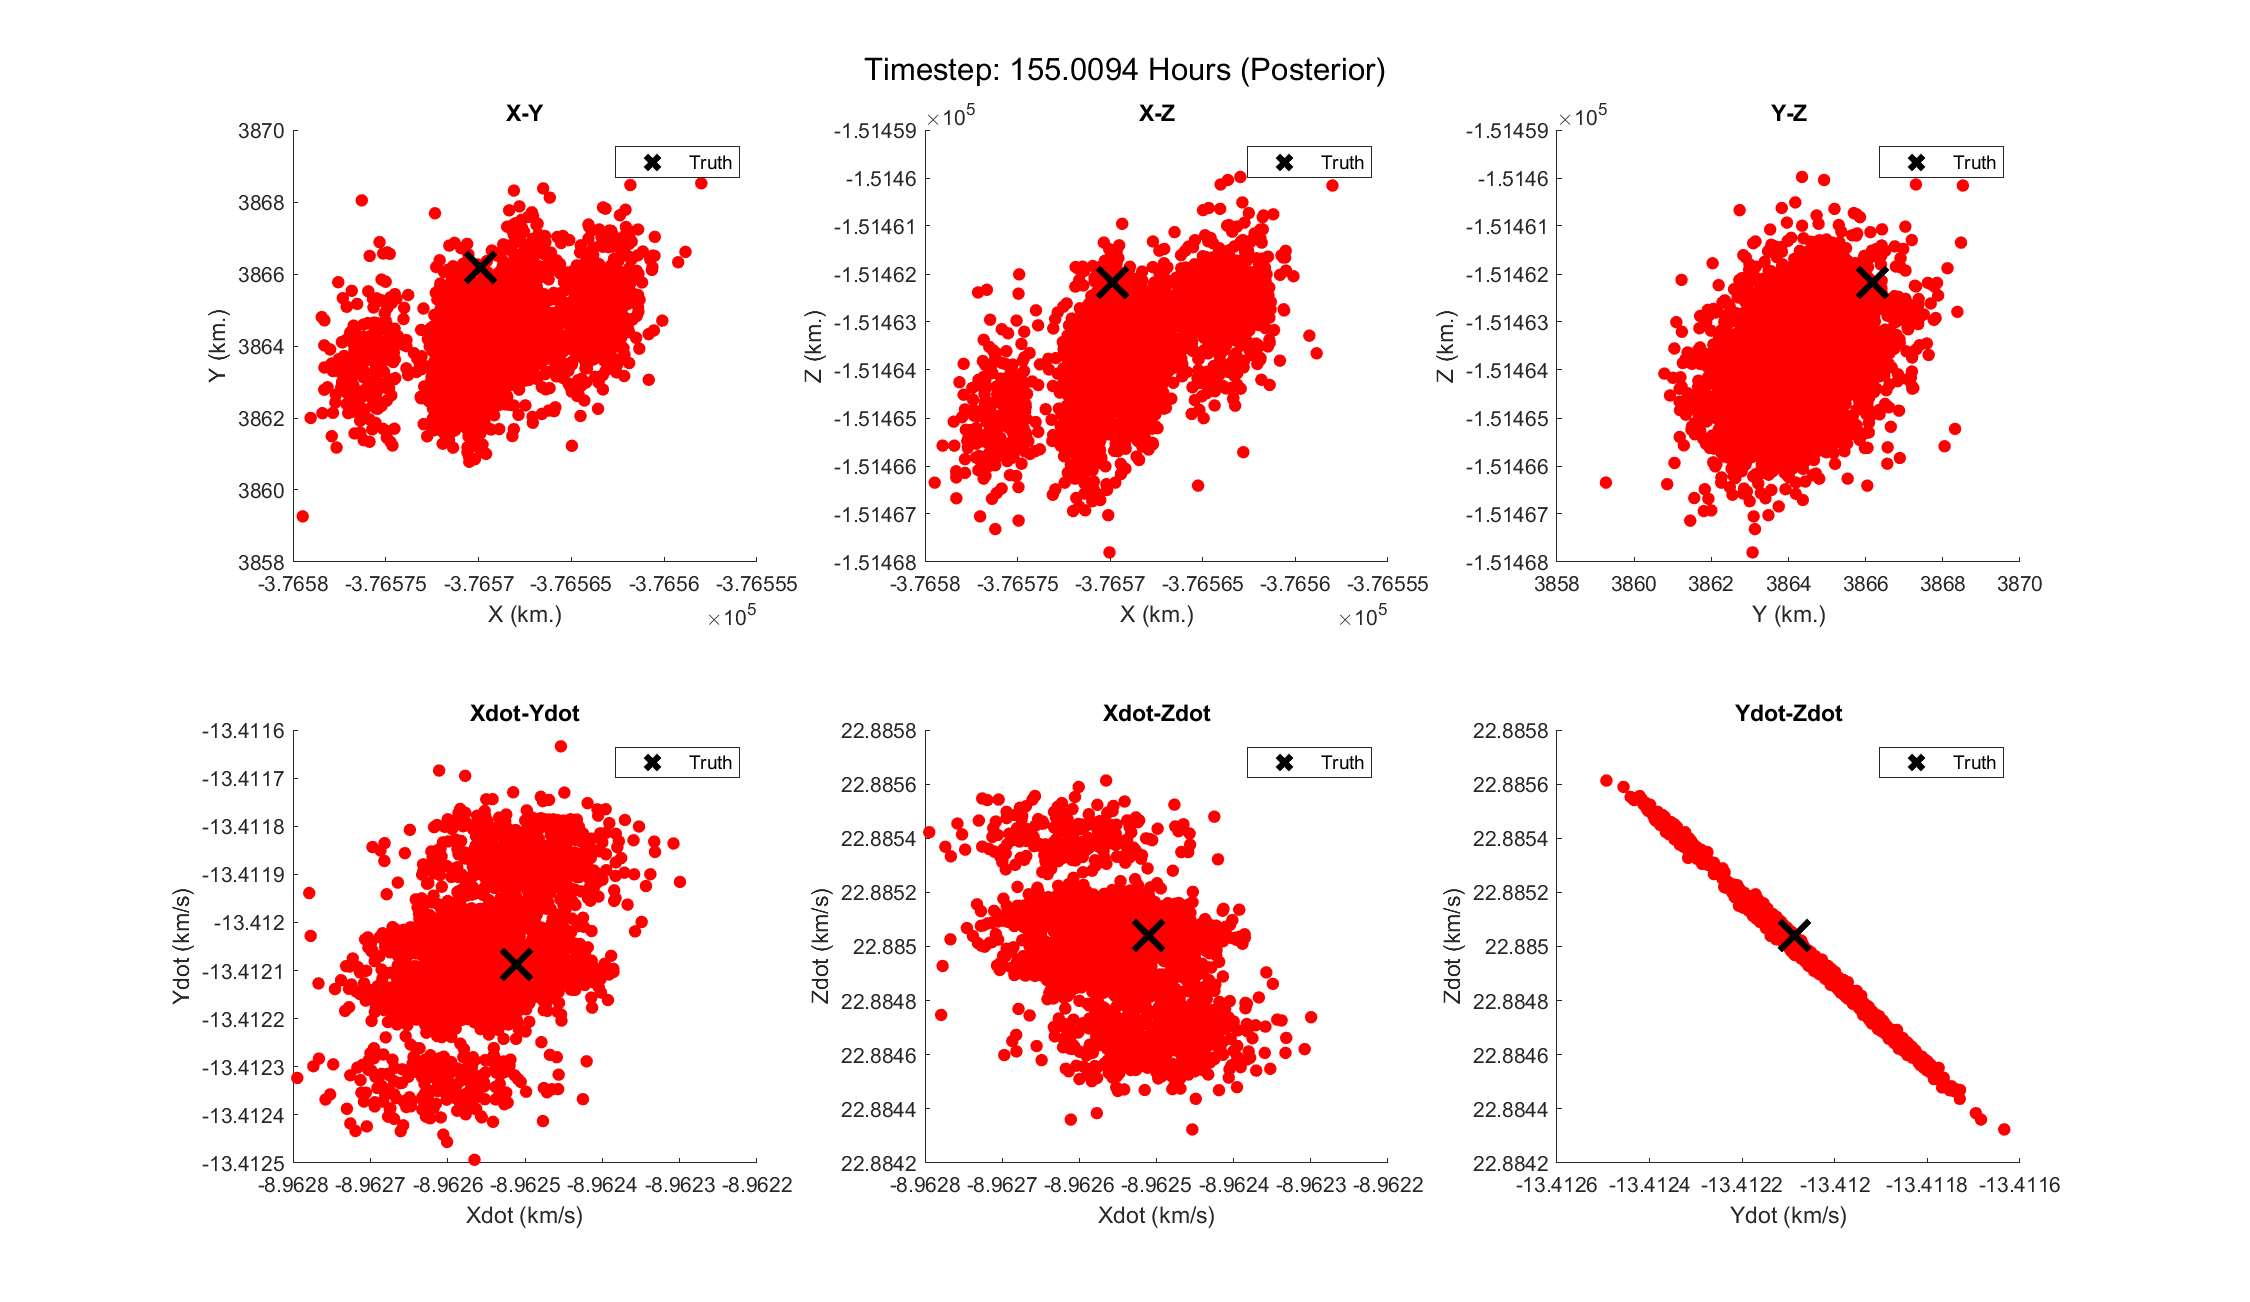 Timestep: 155.0094 Hours (Posterior)
X-Y
3870
3868
3866
3864
3862
3860
3858
Y (km.)
-3.7658 -3.76575 -3.7657 -3.76565 -3.7656 -3.76555
X (km.)
×10^5
Truth
X-Z
×10^5
-1.51459
-1.5146
-1.51461
-1.51462
-1.51463
-1.51464
-1.51465
-1.51466
-1.51467
-1.51468
Z (km.)
-3.7658 -3.76575 -3.7657 -3.76565 -3.7656 -3.76555
X (km.)
×10^5
Truth
Y-Z
×10^5
-1.51459
-1.5146
-1.51461
-1.51462
-1.51463
-1.51464
-1.51465
-1.51466
-1.51467
-1.51468
Z (km.)
3858 3860 3862 3864 3866 3868 3870
Y (km.)
Truth
Xdot-Ydot
-13.4116
-13.4117
-13.4118
-13.4119
-13.412
-13.4121
-13.4122
-13.4123
-13.4124
-13.4125
Ydot (km/s)
-8.9628 -8.9627 -8.9626 -8.9625 -8.9624 -8.9623 -8.9622
Xdot (km/s)
Truth
Xdot-Zdot
22.8858
22.8856
22.8854
22.8852
22.885
22.8848
22.8846
22.8844
22.8842
Zdot (km/s)
-8.9628 -8.9627 -8.9626 -8.9625 -8.9624 -8.9623 -8.9622
Xdot (km/s)
Truth
Ydot-Zdot
22.8858
22.8856
22.8854
22.8852
22.885
22.8848
22.8846
22.8844
22.8842
Zdot (km/s)
-13.4126 -13.4124 -13.4122 -13.412 -13.4118 -13.4116
Ydot (km/s)
Truth